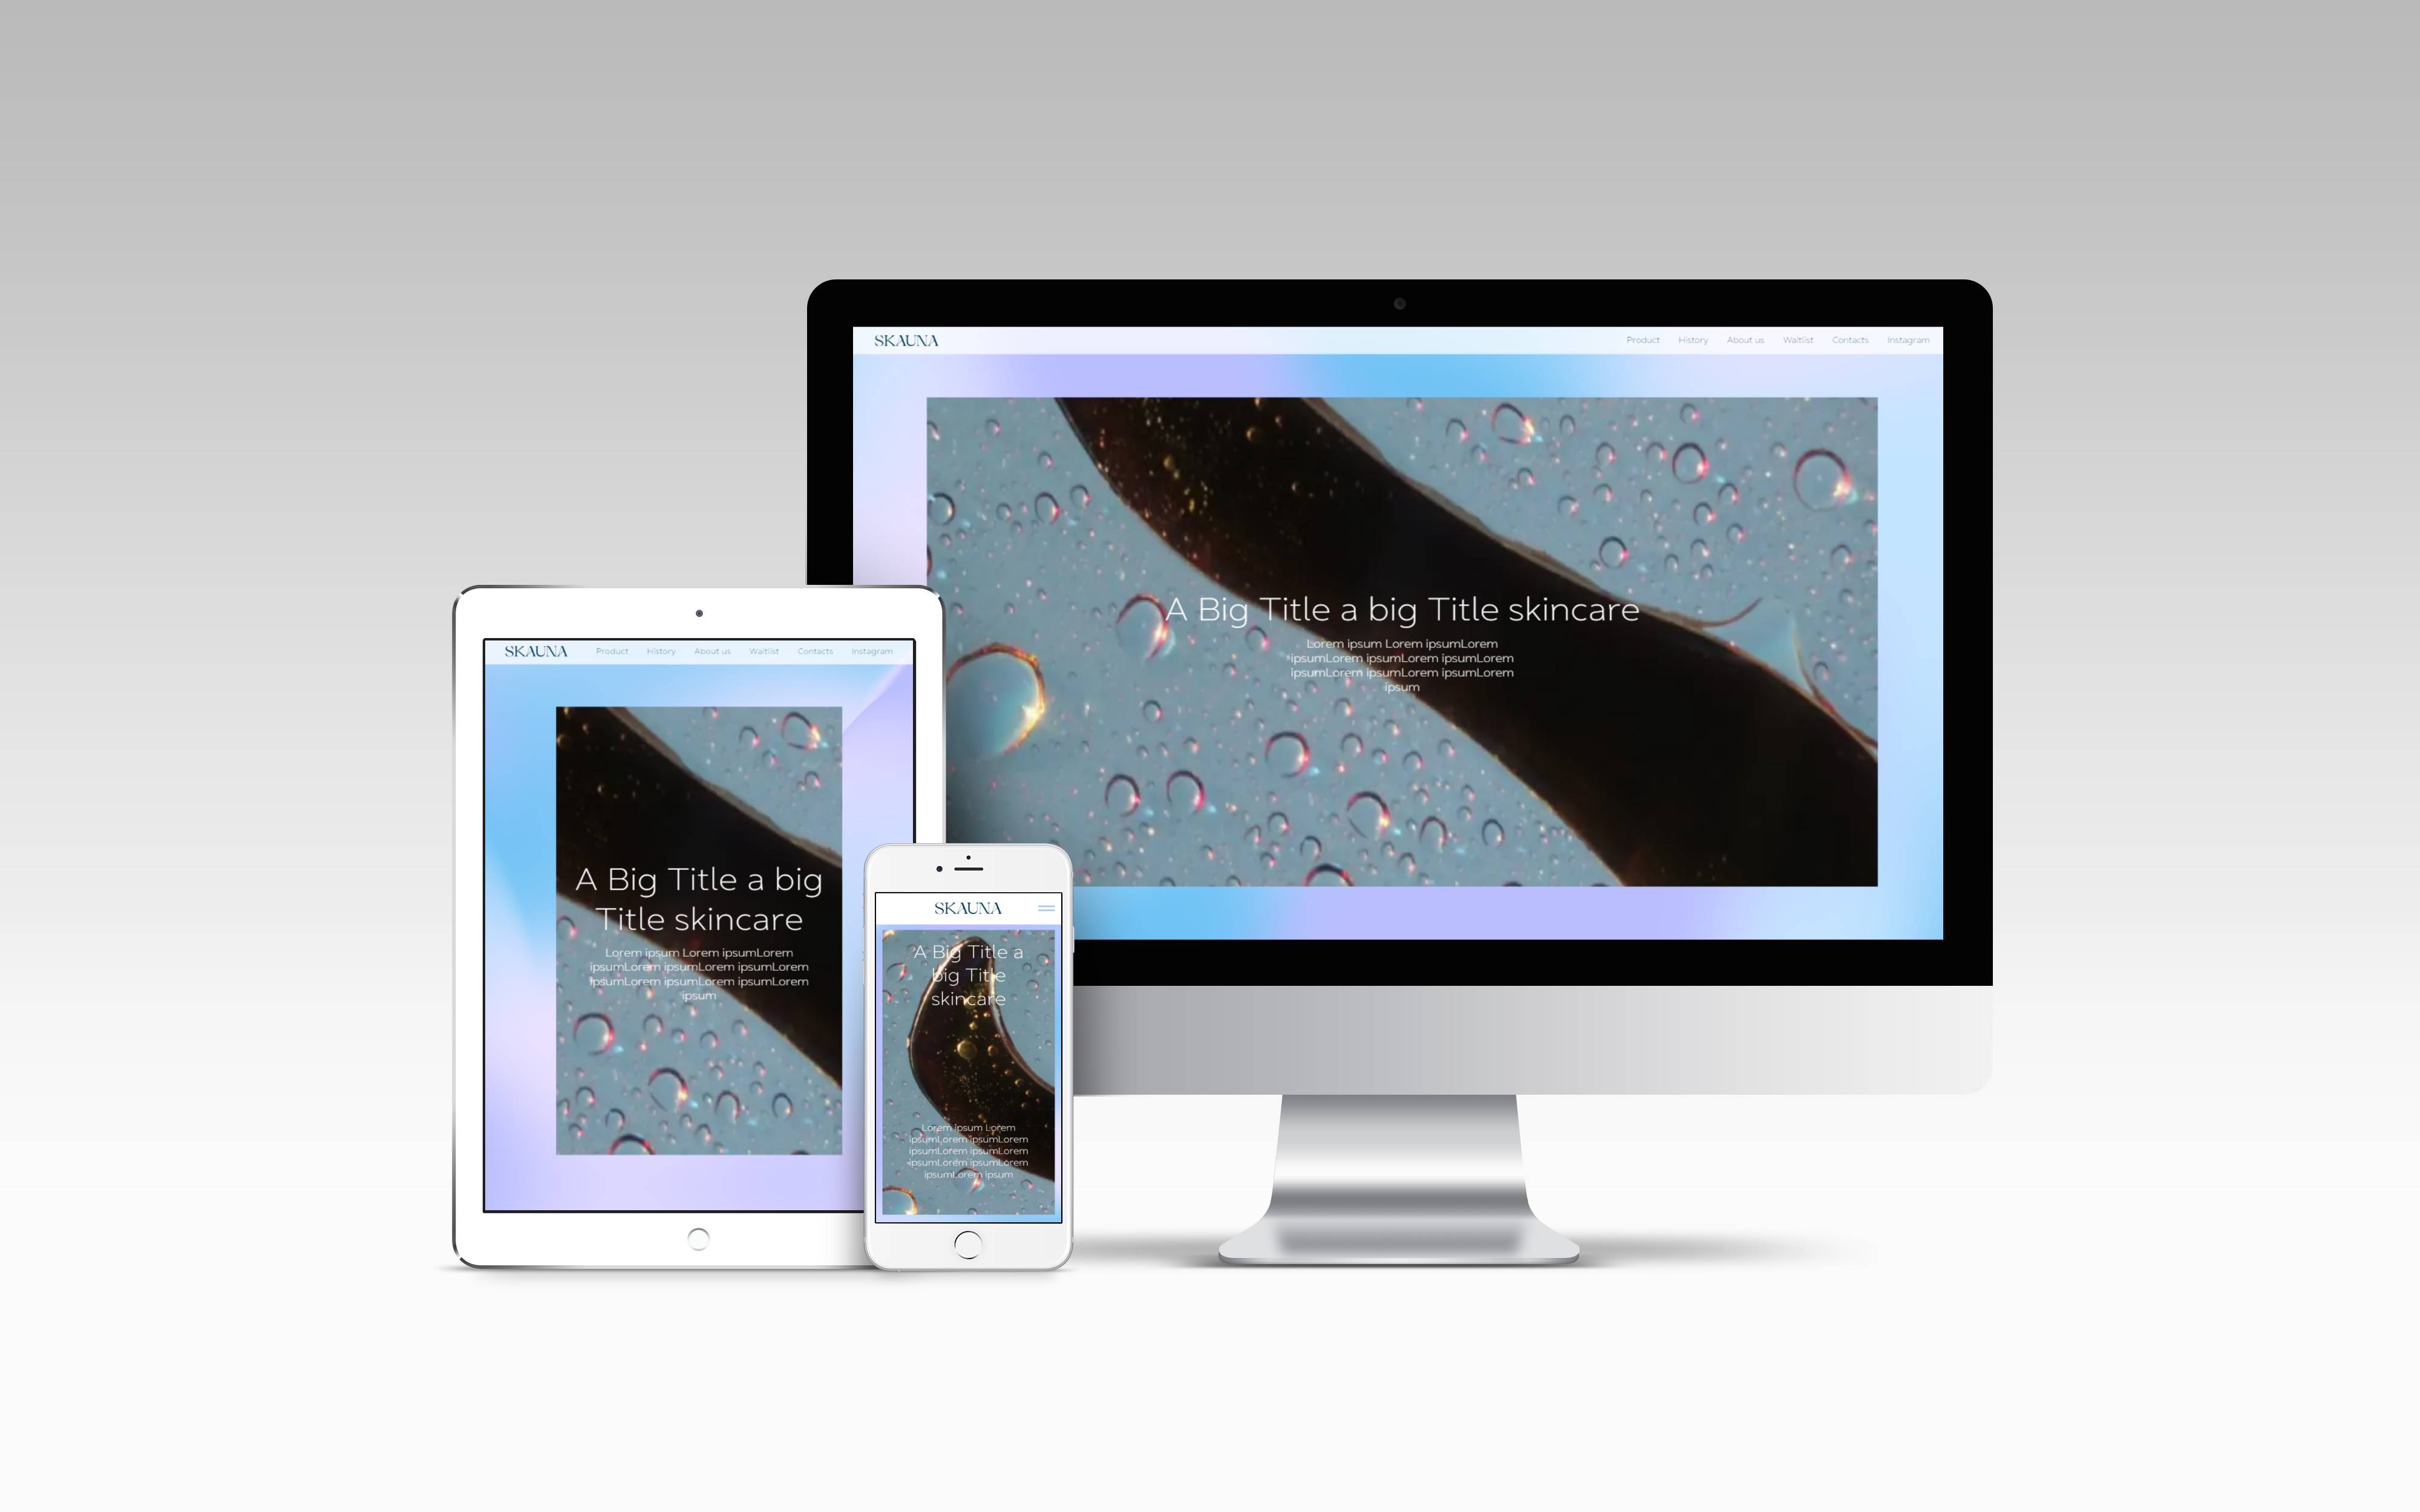 SKAUNA Product History About us Waitlist Contacts Instagram
A Big Title a big Title skincare
Lorem ipsum Lorem ipsumLorem
ipsumLorem ipsumLorem ipsumLorem
ipsumLorem ipsumLorem ipsumLorem
ipsum
SKAUNA Product History About us Waitlist Contacts Instagram
A Big Title a big
Title skincare
Lorem ipsum Lorem ipsumLorem
ipsumLorem ipsumLorem ipsumLorem
ipsumLorem ipsumLorem ipsumLorem
ipsum
SKAUNA
A Big Title a
big Title
skincare
Lorem ipsum Lorem
ipsumLorem ipsumLorem
ipsumLorem ipsumLorem
ipsumLorem ipsumLorem
ipsumLorem ipsum